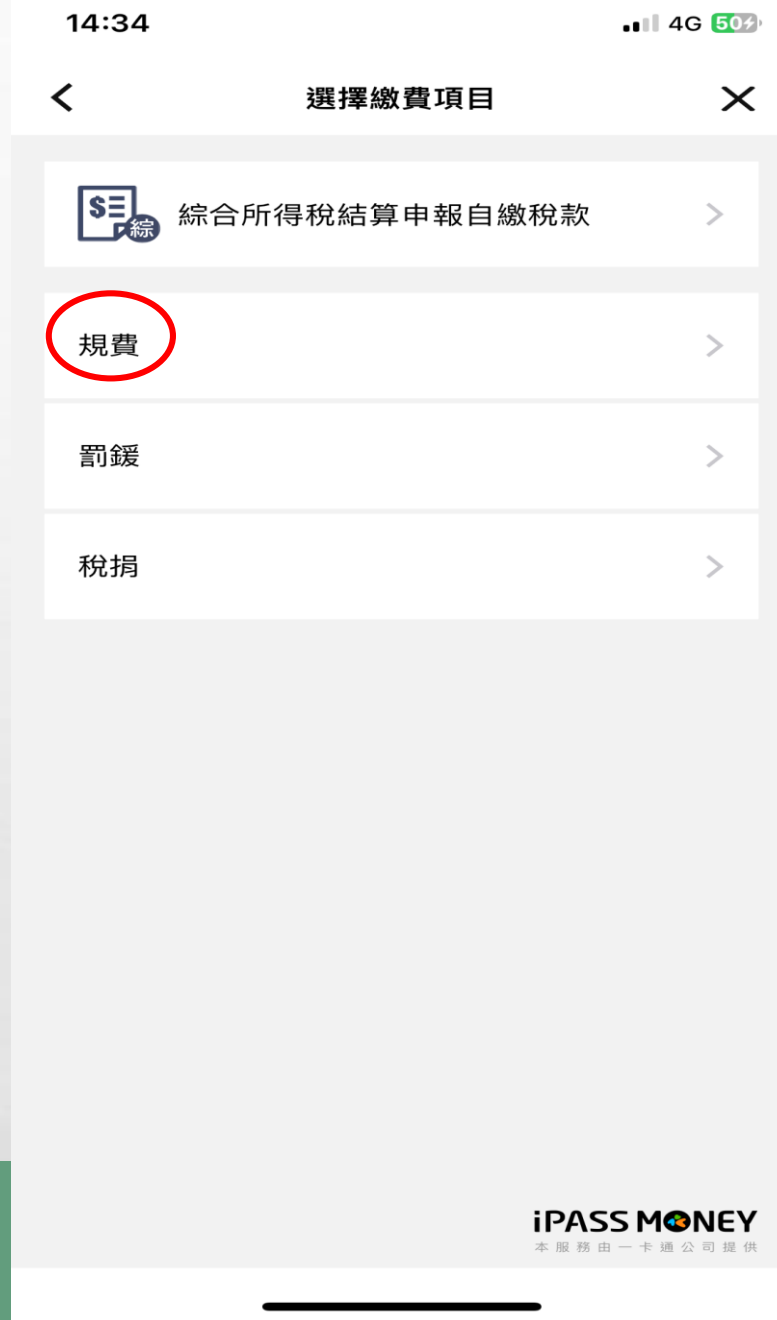 14:34 4G 50
選擇繳費項目
$ 綜
綜合所得稅結算申報自繳稅款
規費
罰鍰
稅捐
iPASS MONEY
本服務由一卡通公司提供